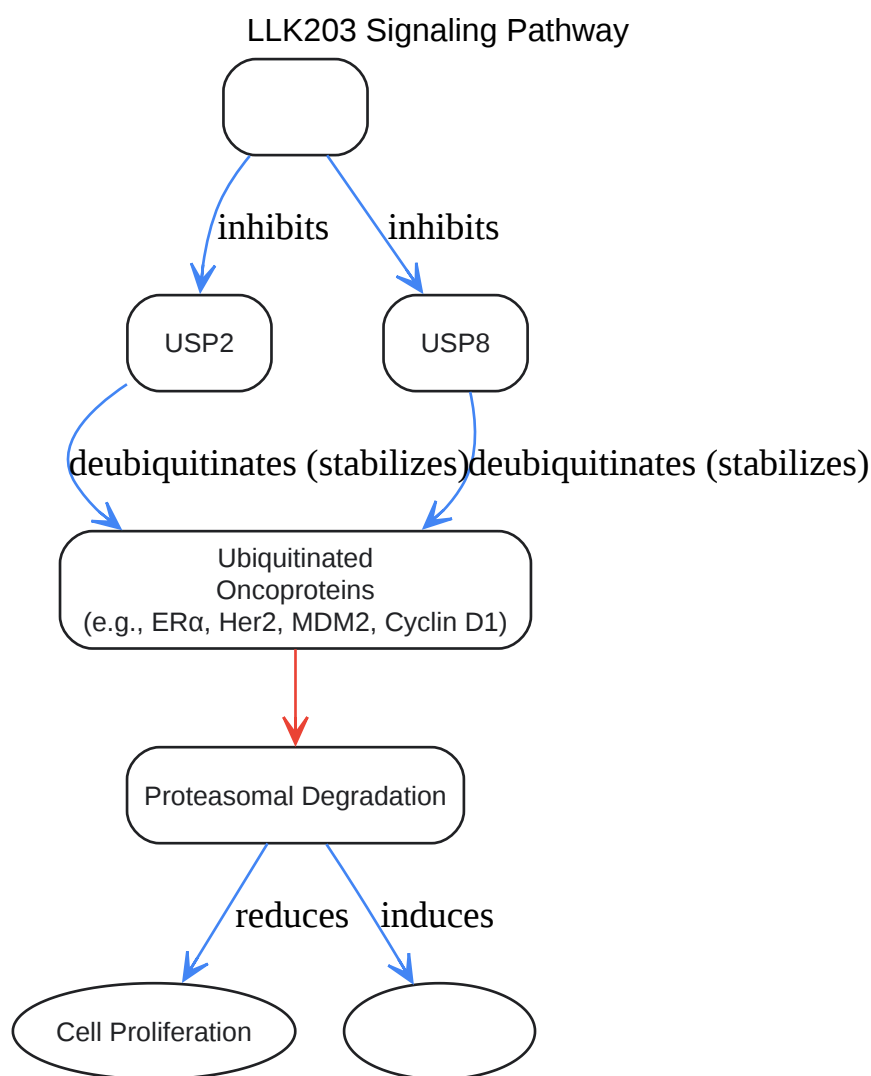 LLK203 Signaling Pathway
inhibits
inhibits
USP2
USP8
deubiquitinates (stabilizes)
deubiquitinates (stabilizes)
Ubiquitinated
Oncoproteins
(e.g., ERα, Her2, MDM2, Cyclin D1)
Proteasomal Degradation
reduces
induces
Cell Proliferation